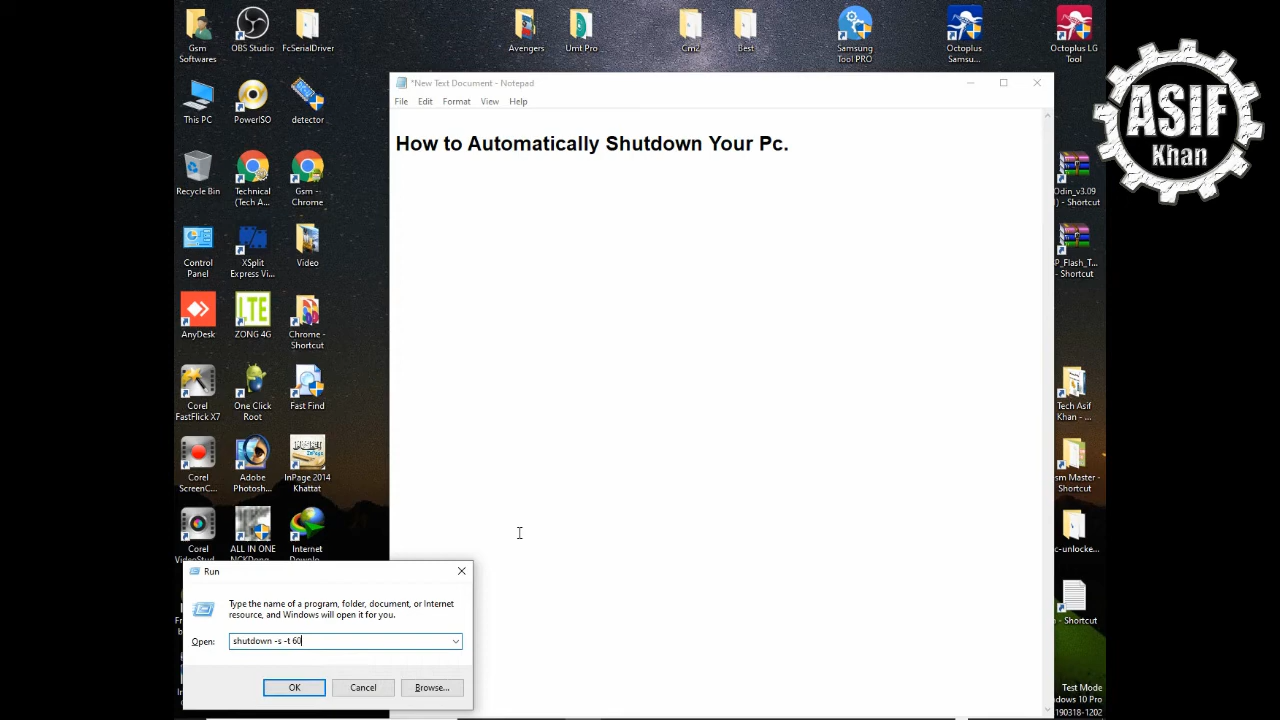 Gsm
Softwares
OBS Studio
FcSerialDriver
Avengers
Umt Pro
Cm2
Best
Samsung
Tool PRO
Octoplus
Samsu...
Octoplus LG
Tool
ASIF
Khan
*New Text Document - Notepad
File Edit Format View Help
How to Automatically Shutdown Your Pc.
This PC
PowerISO
detector
Recycle Bin
Technical
(Tech A...
Gsm -
Chrome
Odin_v3.09
1) - Shortcut
Control
Panel
XSplit
Express Vi...
Video
P_Flash_T...
- Shortcut
AnyDesk
LTE
ZONG 4G
Chrome -
Shortcut
Corel
FastFlick X7
One Click
Root
Fast Find
Tech Asif
Khan - ...
Corel
ScreenC...
Adobe
Photosh...
InPage 2014
Khattat
sm Master -
Shortcut
Corel
VideoStud...
ALL IN ONE
Internet
c-unlocke...
- Shortcut
Run
Type the name of a program, folder, document, or Internet
resource, and Windows will open it for you.
Open: shutdown -s -t 60
OK Cancel Browse...
Test Mode
ndows 10 Pro
190318-1202